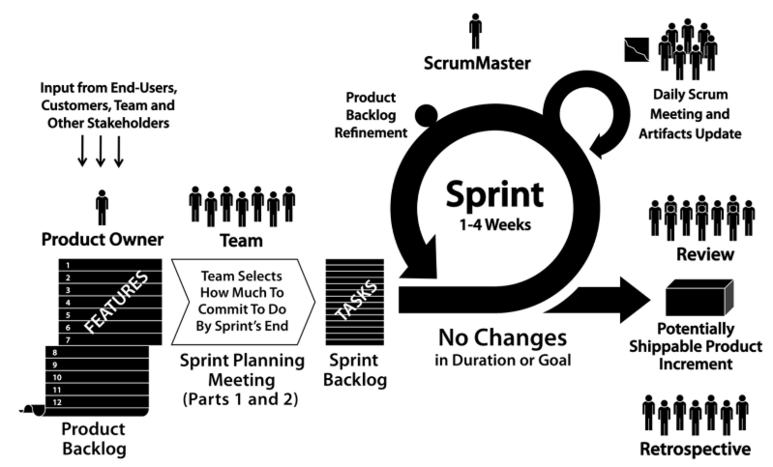 Input from End-Users,
Customers, Team and
Other Stakeholders
Product Owner
Team
1
2
3
4
5
6
7
8
9
10
11
12
FEATURES
Product
Backlog
Team Selects
How Much To
Commit To Do
By Sprint's End
Sprint Planning
Meeting
(Parts 1 and 2)
TASKS
Sprint
Backlog
ScrumMaster
Product
Backlog
Refinement
Sprint
1-4 Weeks
No Changes
in Duration or Goal
Daily Scrum
Meeting and
Artifacts Update
Review
Potentially
Shippable Product
Increment
Retrospective